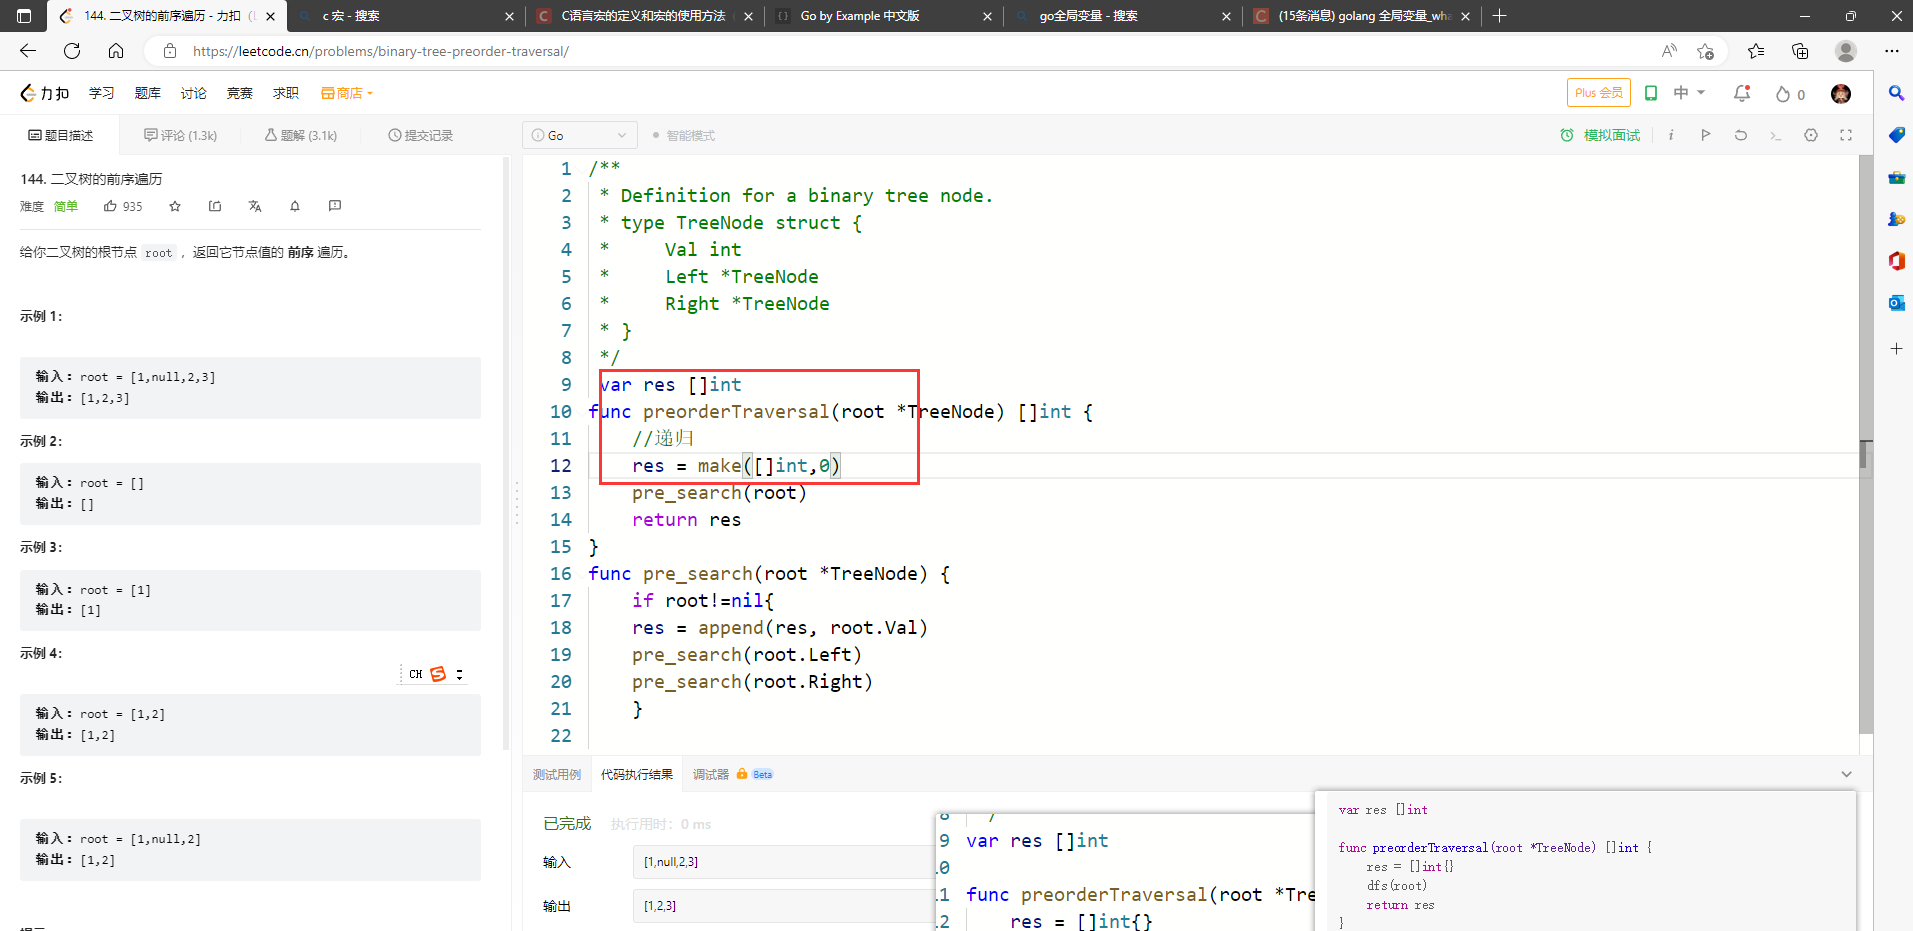 144. 二叉树的前序遍历 - 力扣 (L
c 宏 - 搜索
C语言宏的定义和宏的使用方法
Go by Example 中文版
go全局变量 - 搜索
(15条消息) golang 全局变量_wha
https://leetcode.cn/problems/binary-tree-preorder-traversal/
力扣 学习 题库 讨论 竞赛 求职 商店
Plus 会员 中 0
题目描述 评论 (1.3k) 题解 (3.1k) 提交记录
Go 智能模式 模拟面试
144. 二叉树的前序遍历
难度 简单 935
给你二叉树的根节点 root ，返回它节点值的 前序 遍历。
示例 1：
输入：root = [1,null,2,3]
输出：[1,2,3]
示例 2：
输入：root = []
输出：[]
示例 3：
输入：root = [1]
输出：[1]
示例 4：
CH
输入：root = [1,2]
输出：[1,2]
示例 5：
输入：root = [1,null,2]
输出：[1,2]
1 /**
2 * Definition for a binary tree node.
3 * type TreeNode struct {
4 * Val int
5 * Left *TreeNode
6 * Right *TreeNode
7 * }
8 */
9 var res []int
10 func preorderTraversal(root *TreeNode) []int {
11 //递归
12 res = make([]int,0)
13 pre_search(root)
14 return res
15 }
16 func pre_search(root *TreeNode) {
17 if root!=nil{
18 res = append(res, root.Val)
19 pre_search(root.Left)
20 pre_search(root.Right)
21 }
22
测试用例 代码执行结果 调试器 Beta
已完成 执行用时：0 ms
输入 [1,null,2,3]
输出 [1,2,3]
9 var res []int
func preorderTraversal(root *Tre
res = []int{}
var res []int
func preorderTraversal(root *TreeNode) []int {
res = []int{}
dfs(root)
return res
}